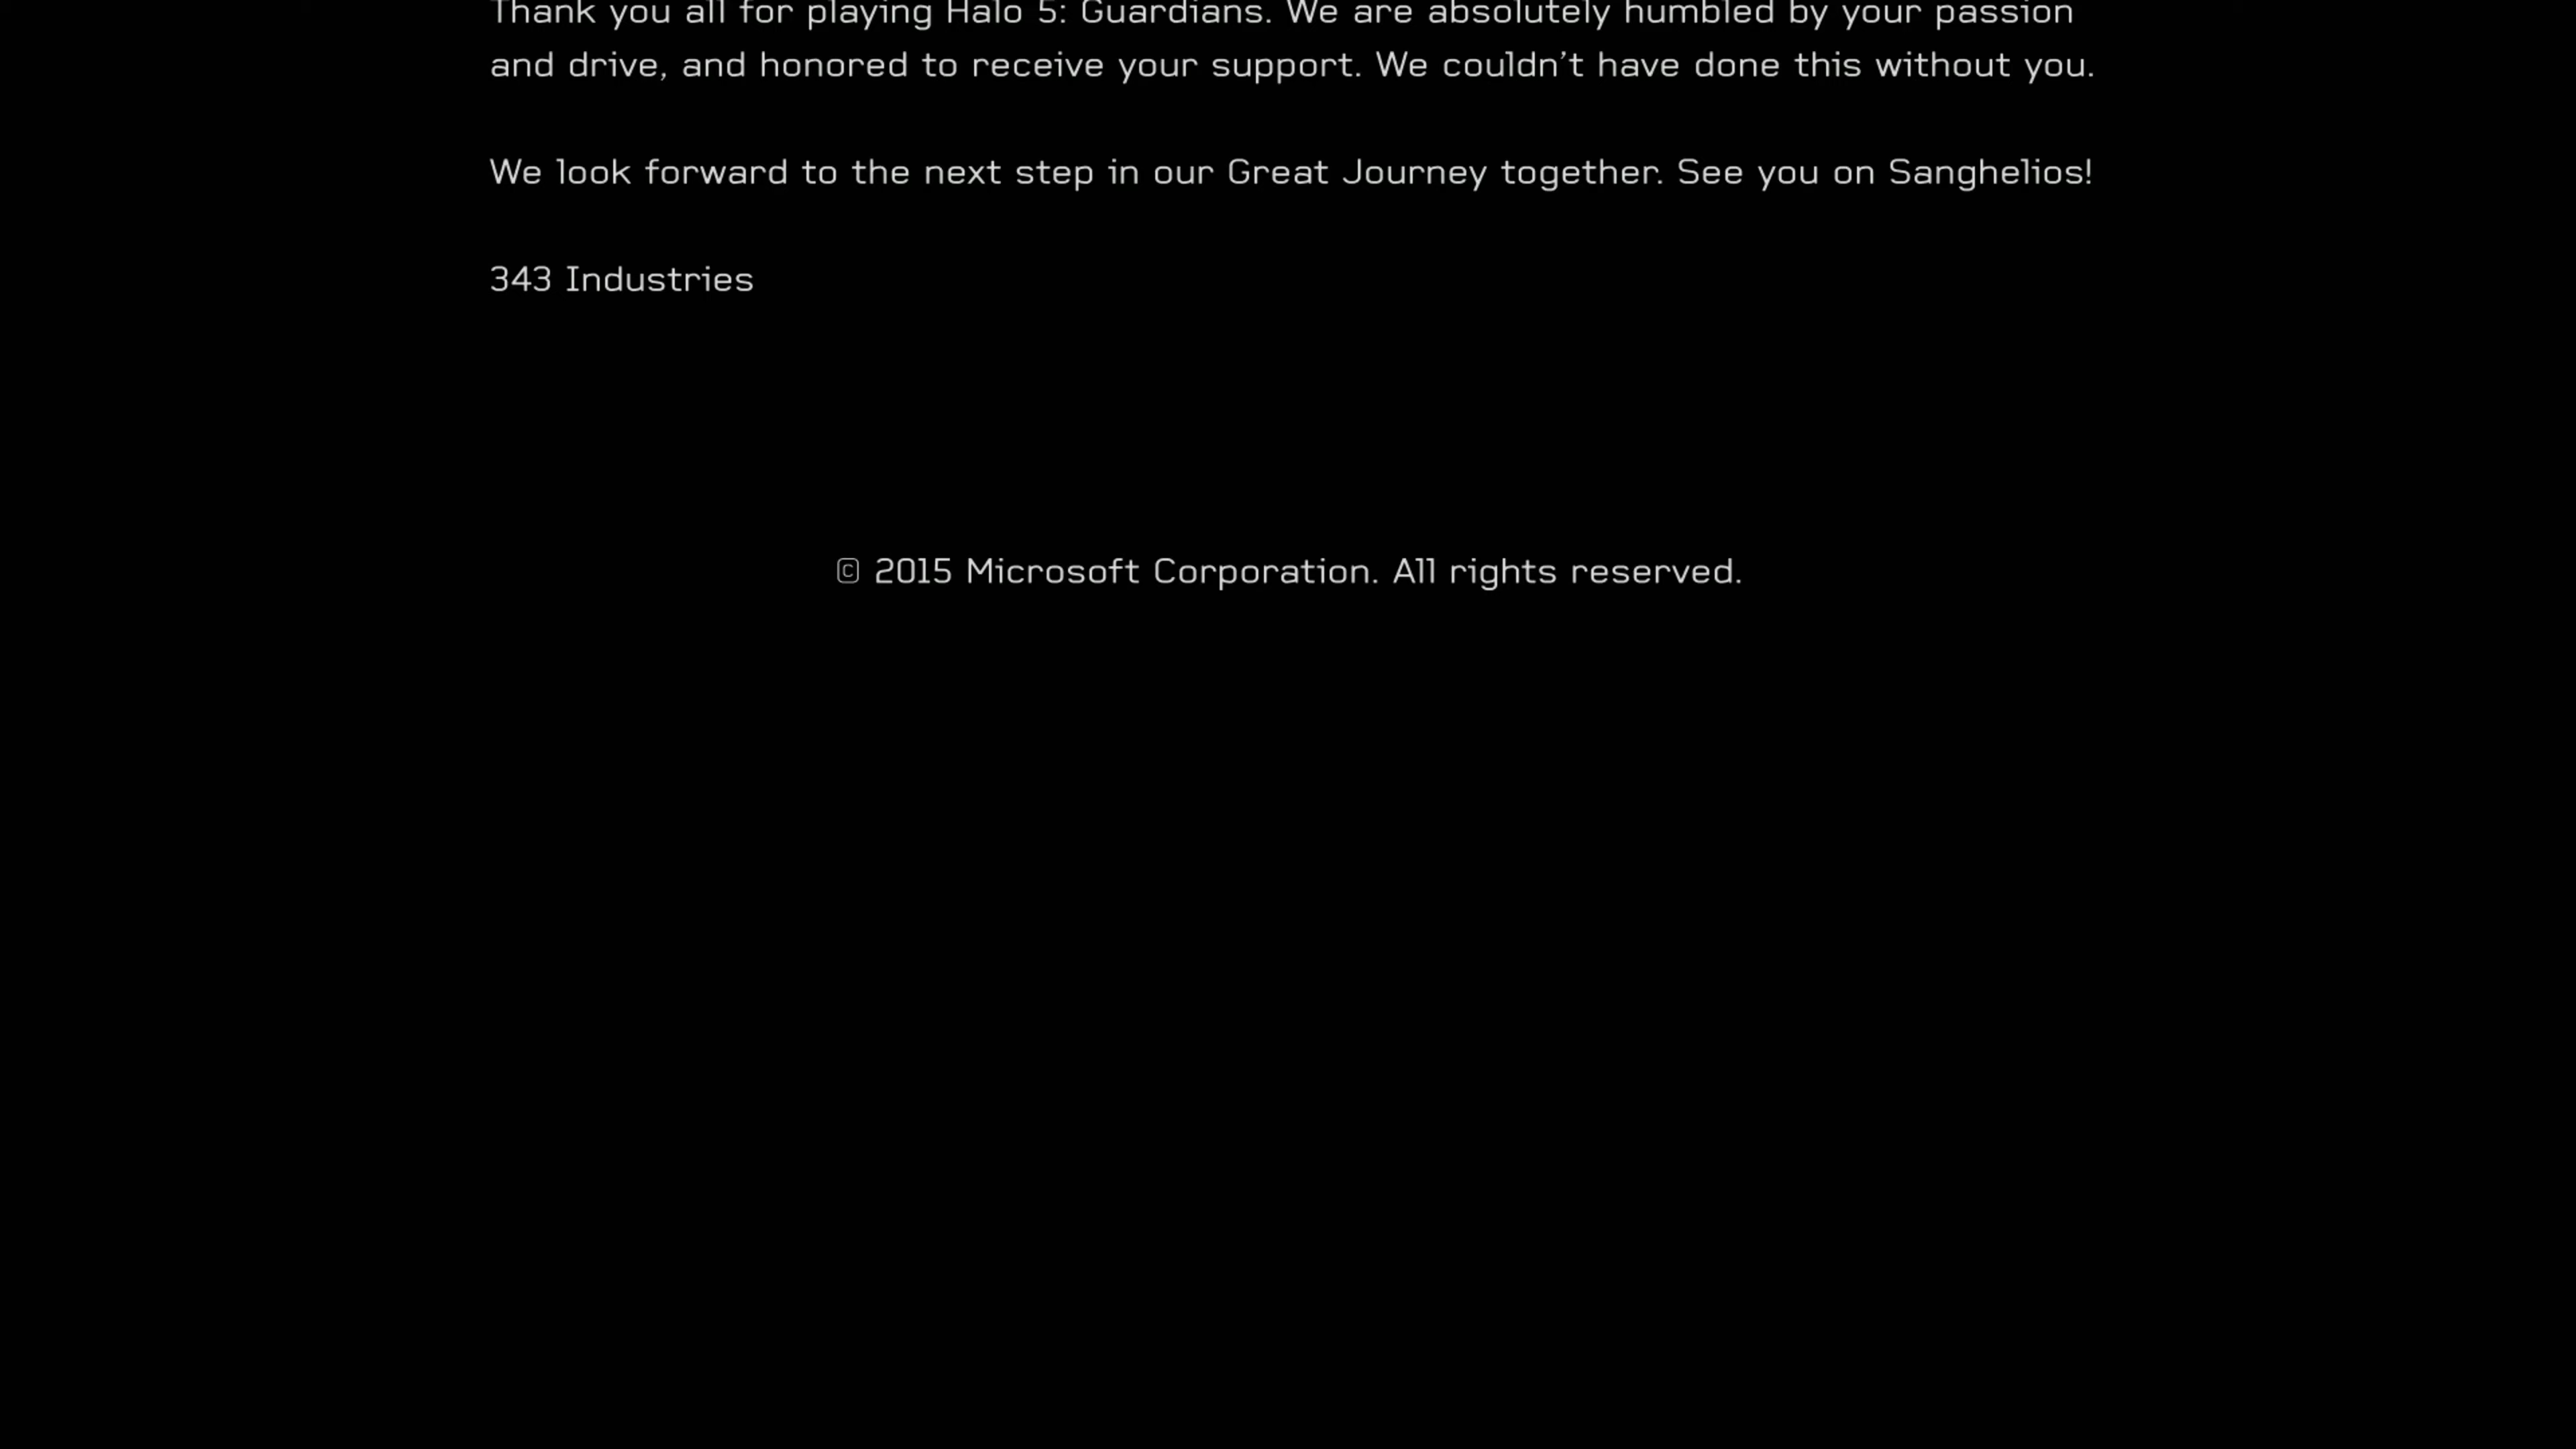 Thank you all for playing Halo 5: Guardians. We are absolutely humbled by your passion
and drive, and honored to receive your support. We couldn't have done this without you.
We look forward to the next step in our Great Journey together. See you on Sanghelios!
343 Industries
© 2015 Microsoft Corporation. All rights reserved.